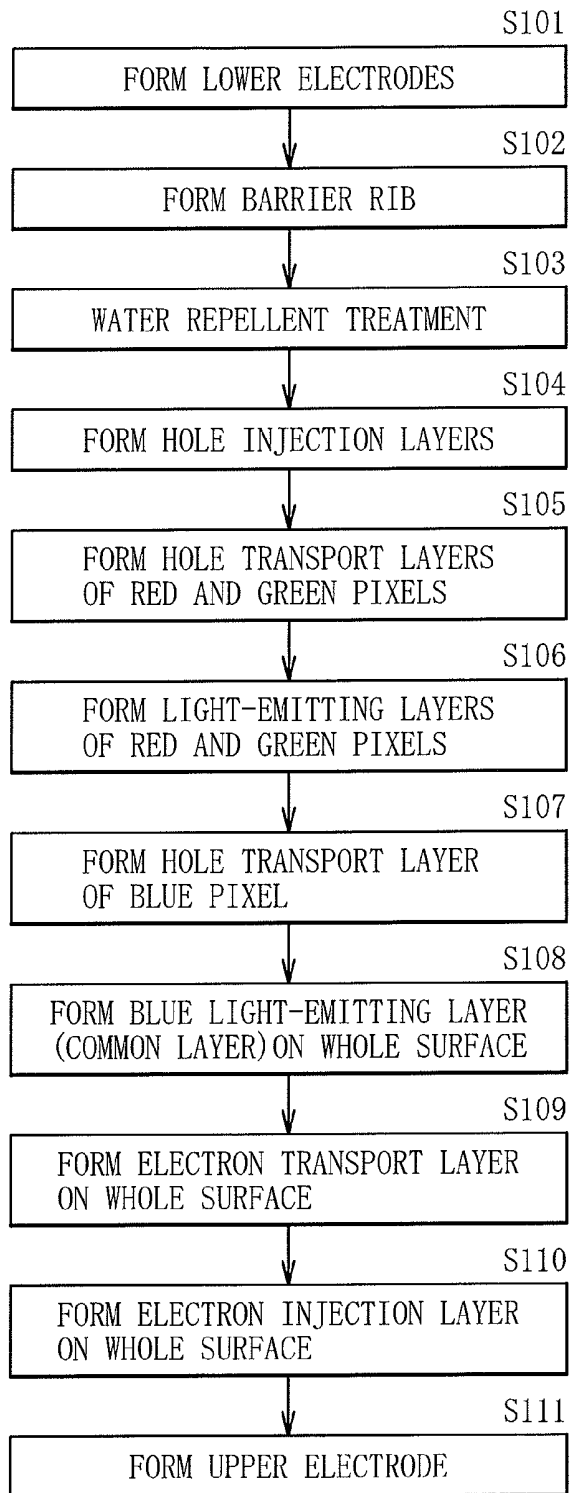 S101
FORM LOWER ELECTRODES
S102
FORM BARRIER RIB
S103
WATER REPELLENT TREATMENT
S104
FORM HOLE INJECTION LAYERS
S105
FORM HOLE TRANSPORT LAYERS
OF RED AND GREEN PIXELS
S106
FORM LIGHT-EMITTING LAYERS
OF RED AND GREEN PIXELS
S107
FORM HOLE TRANSPORT LAYER
OF BLUE PIXEL
S108
FORM BLUE LIGHT-EMITTING LAYER
(COMMON LAYER)ON WHOLE SURFACE
S109
FORM ELECTRON TRANSPORT LAYER
ON WHOLE SURFACE
S110
FORM ELECTRON INJECTION LAYER
ON WHOLE SURFACE
S111
FORM UPPER ELECTRODE